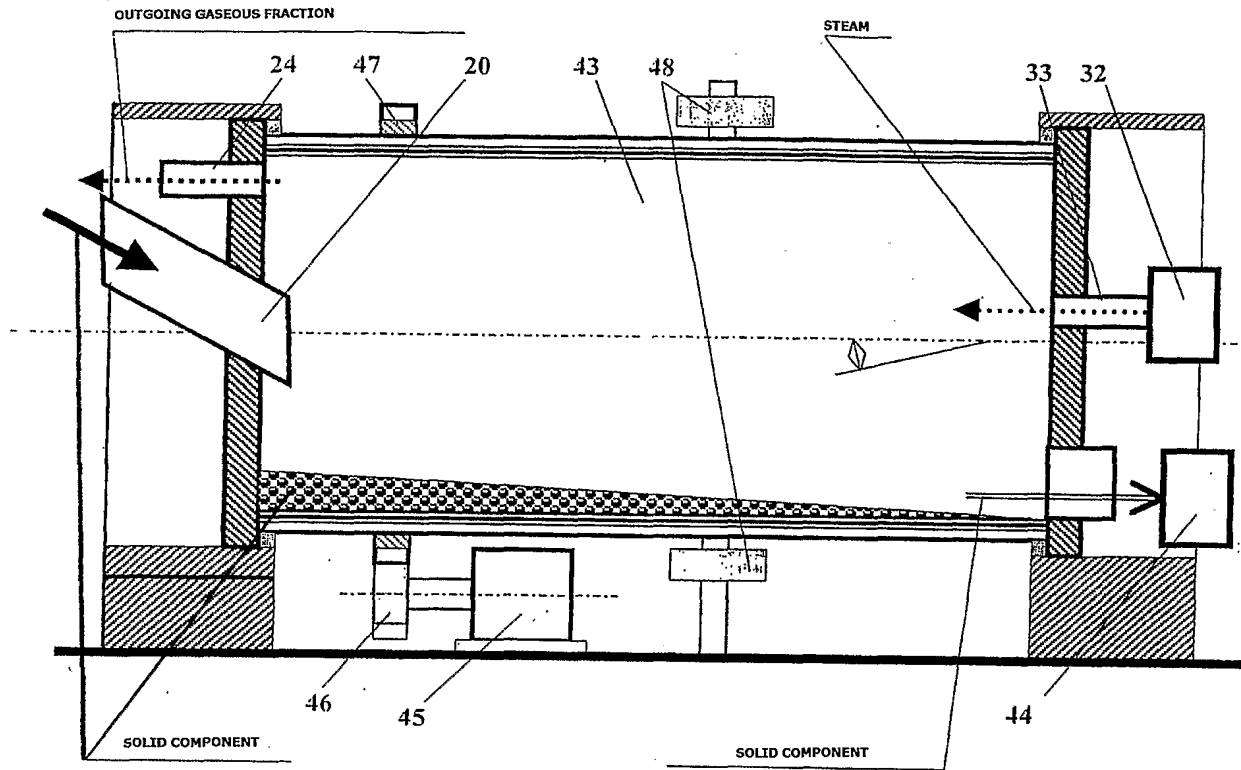 OUTGOING GASEOUS FRACTION
STEAM
24 47 20 43 48 33 32
46 45 44
SOLID COMPONENT
SOLID COMPONENT